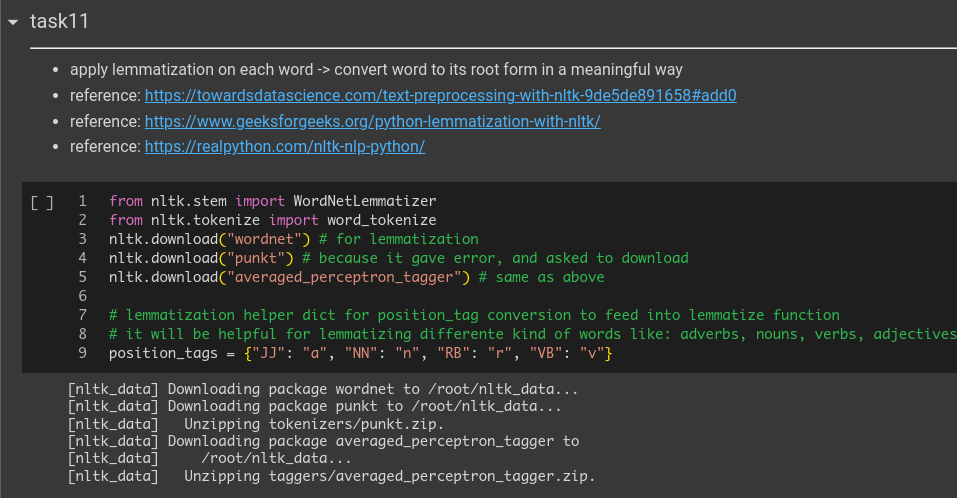 task11
apply lemmatization on each word -> convert word to its root form in a meaningful way
reference: https://towardsdatascience.com/text-preprocessing-with-nltk-9de5de891658#add0
reference: https://www.geeksforgeeks.org/python-lemmatization-with-nltk/
reference: https://realpython.com/nltk-nlp-python/
[ ] 1 from nltk.stem import WordNetLemmatizer
2 from nltk.tokenize import word_tokenize
3 nltk.download("wordnet") # for lemmatization
4 nltk.download("punkt") # because it gave error, and asked to download
5 nltk.download("averaged_perceptron_tagger") # same as above
6
7 # lemmatization helper dict for position_tag conversion to feed into lemmatize function
8 # it will be helpful for lemmatizing differente kind of words like: adverbs, nouns, verbs, adjectives
9 position_tags = {"JJ": "a", "NN": "n", "RB": "r", "VB": "v"}
[nltk_data] Downloading package wordnet to /root/nltk_data...
[nltk_data] Downloading package punkt to /root/nltk_data...
[nltk_data]   Unzipping tokenizers/punkt.zip.
[nltk_data] Downloading package averaged_perceptron_tagger to
[nltk_data]     /root/nltk_data...
[nltk_data]   Unzipping taggers/averaged_perceptron_tagger.zip.